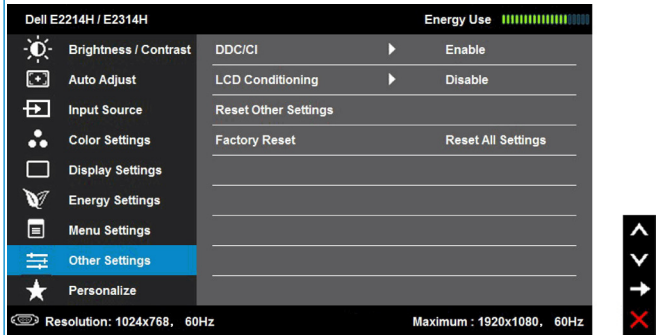 Dell E2214H / E2314H Energy Use
Brightness / Contrast DDC/CI Enable
Auto Adjust LCD Conditioning Disable
Input Source Reset Other Settings
Color Settings Factory Reset Reset All Settings
Display Settings
Energy Settings
Menu Settings
Other Settings
Personalize
Resolution: 1024x768, 60Hz Maximum : 1920x1080, 60Hz